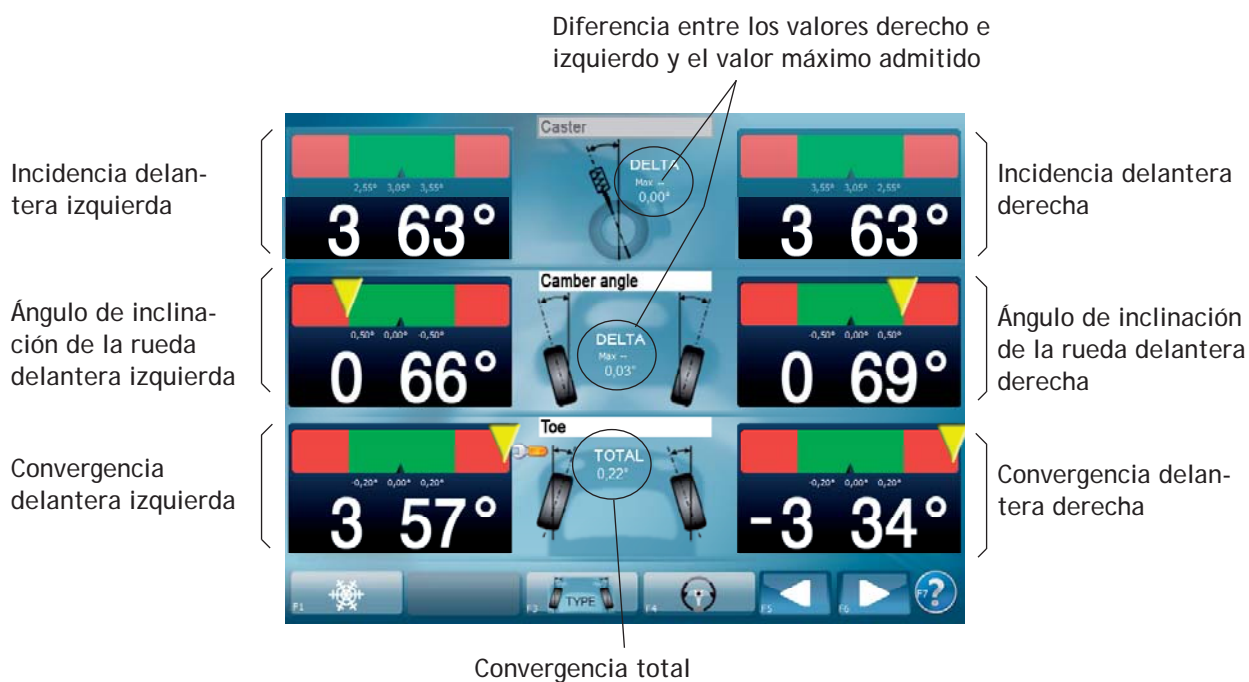 Diferencia entre los valores derecho e
izquierdo y el valor máximo admitido
Incidencia delan-
tera izquierda
Caster
DELTA
Max --
0,00°
2,55° 3,05° 3,55°
3 63°
3,55° 3,05° 2,55°
3 63°
Incidencia delantera
derecha
Ángulo de inclina-
ción de la rueda
delantera izquierda
Camber angle
DELTA
Max --
0,03°
0,50° 0,00° -0,50°
0 66°
-0,50° 0,00° 0,50°
0 69°
Ángulo de inclinación
de la rueda delantera
derecha
Convergencia
delantera izquierda
Toe
TOTAL
0,22°
-0,20° 0,00° 0,20°
3 57°
-0,20° 0,00° 0,20°
-3 34°
Convergencia delan-
tera derecha
F1
F3 TYPE
F4
F5
F6
F7 ?
Convergencia total